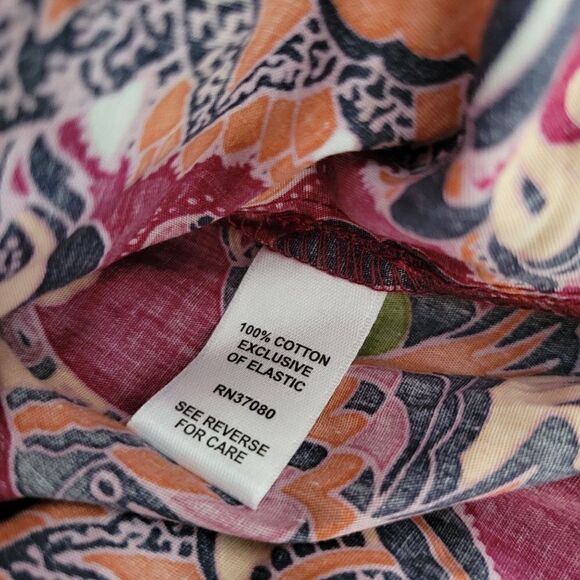 100% COTTON
EXCLUSIVE
OF ELASTIC
RN37080
SEE REVERSE
FOR CARE